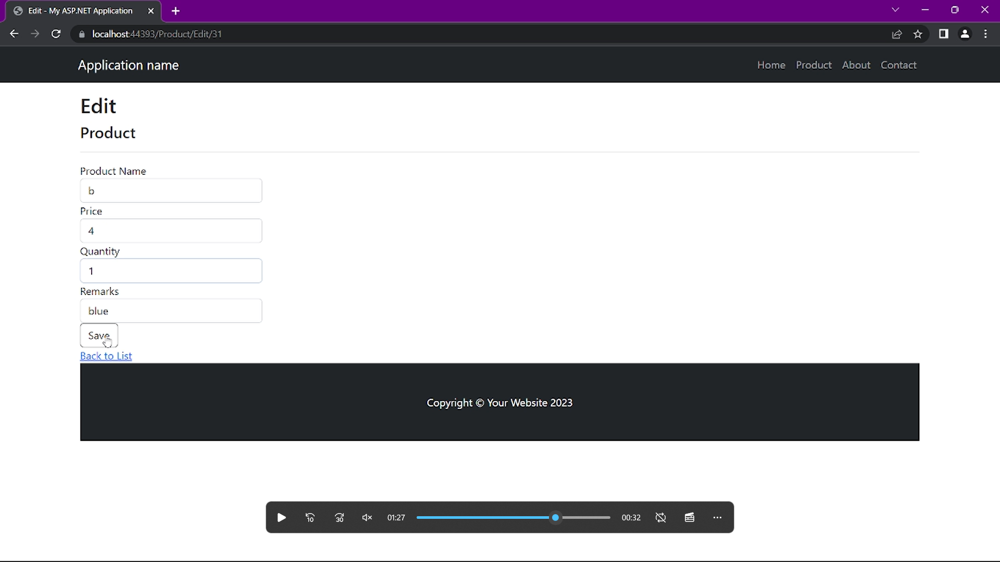 Edit - My ASP.NET Application
localhost:44393/Product/Edit/31
Application name
Home Product About Contact
Edit
Product
Product Name
b
Price
4
Quantity
1
Remarks
blue
Save
Back to List
Copyright © Your Website 2023
10 30 01:27 00:32